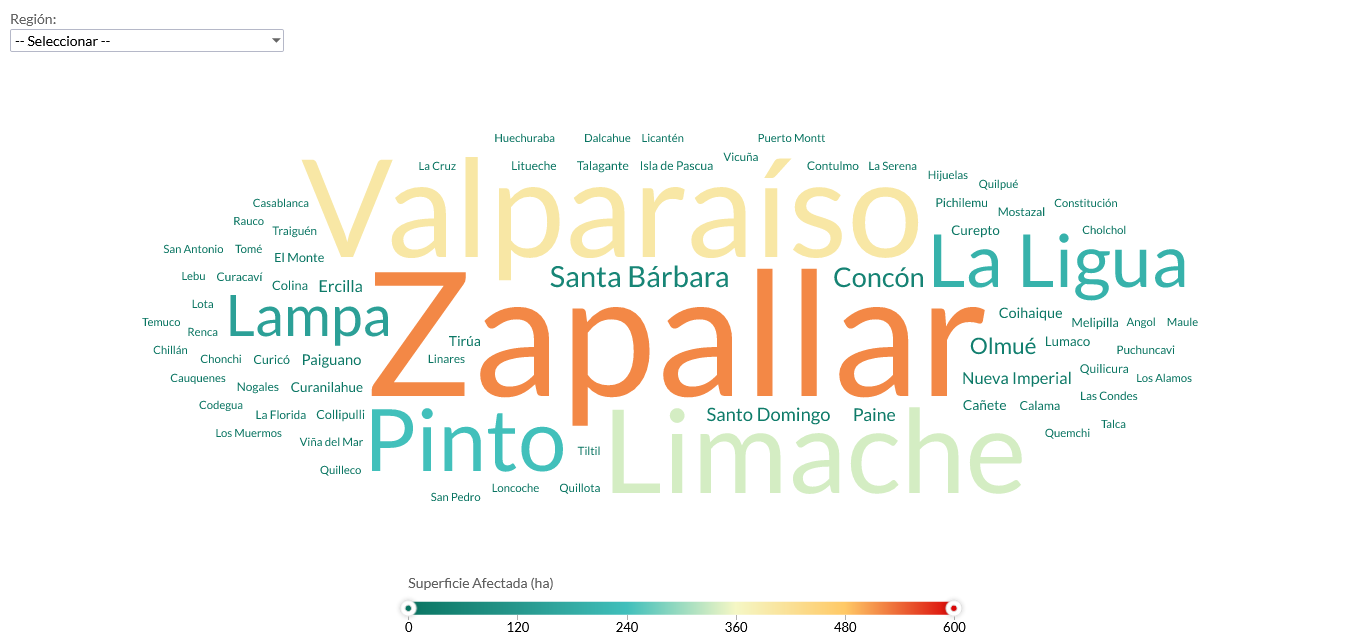 Región:
-- Seleccionar --
Huechuraba Dalcahue Licantén Puerto Montt
La Cruz Litueche Talagante Isla de Pascua Vicuña Contulmo La Serena
Hijuelas Quilpué
Valparaíso
Casablanca Pichilemu Mostazal Constitución
Rauco Traiguén Curepto Cholchol
San Antonio Tomé El Monte
Santa Bárbara Concón La Ligua
Lebu Curacaví Colina Ercilla
Lota Lampa
Zapallar
Coihaique Melipilla Angol Maule
Temuco Renca Tirúa Olmué Lumaco Puchuncavi
Chillán Chonchi Curicó Paiguano Linares
Quilicura Los Alamos
Cauquenes Nogales Curanilahue Nueva Imperial Las Condes
Codegua La Florida Collipulli Santo Domingo Paine Cañete Calama
Los Muermos Viña del Mar Quemchi Talca
Pinto Tiltil Limache
Quilleco
San Pedro Loncoche Quillota
Superficie Afectada (ha)
0 120 240 360 480 600